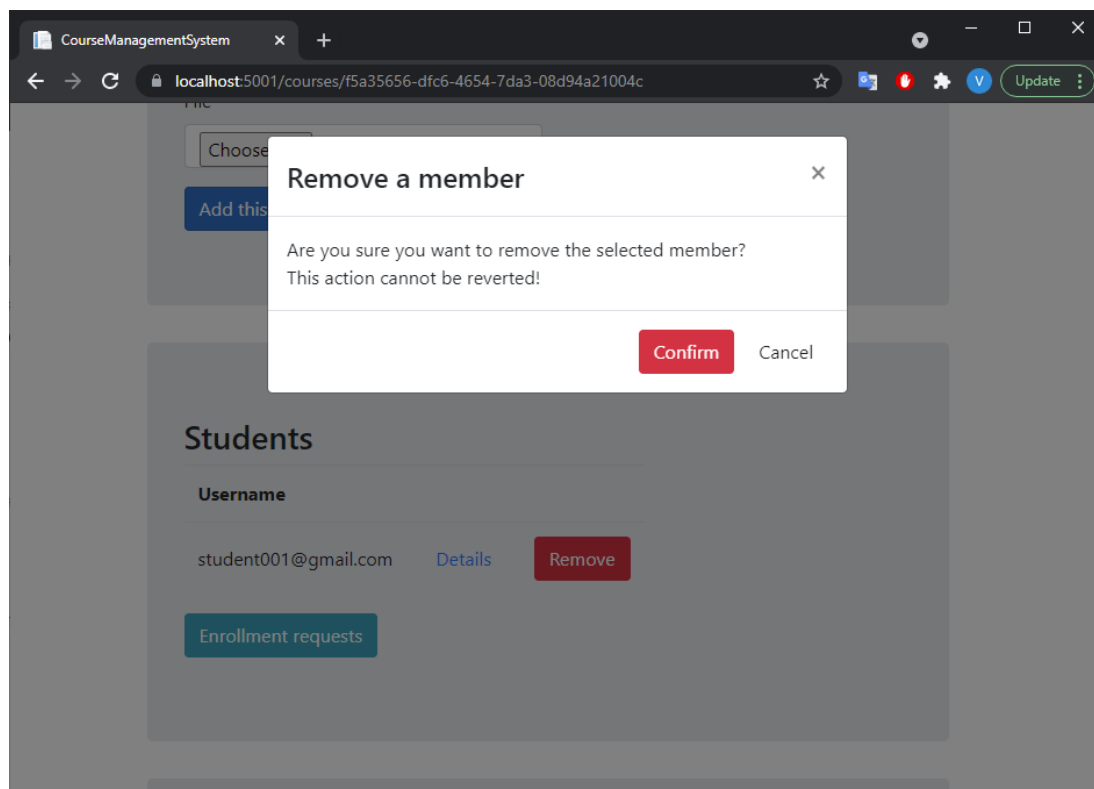 CourseManagementSystem
localhost:5001/courses/f5a35656-dfc6-4654-7da3-08d94a21004c
V
Update
File
Choose
Add this
Remove a member
Are you sure you want to remove the selected member?
This action cannot be reverted!
Confirm Cancel
Students
Username
student001@gmail.com Details Remove
Enrollment requests